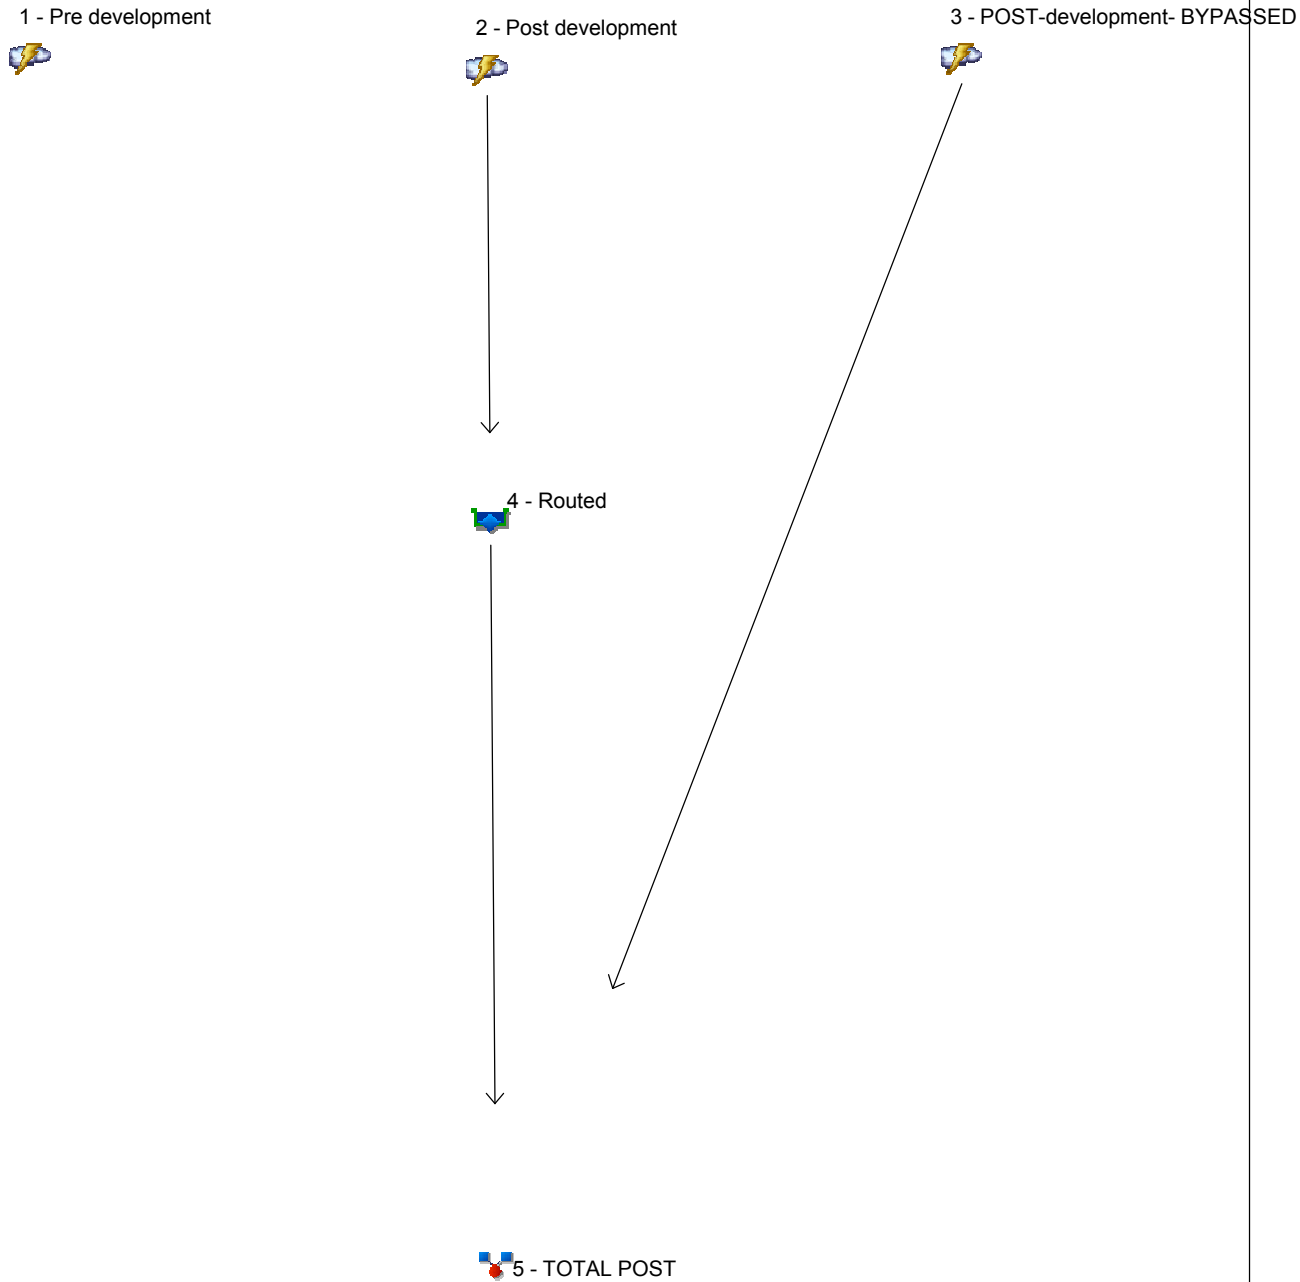 1 - Pre development
2 - Post development
3 - POST-development- BYPASSED
4 - Routed
5 - TOTAL POST